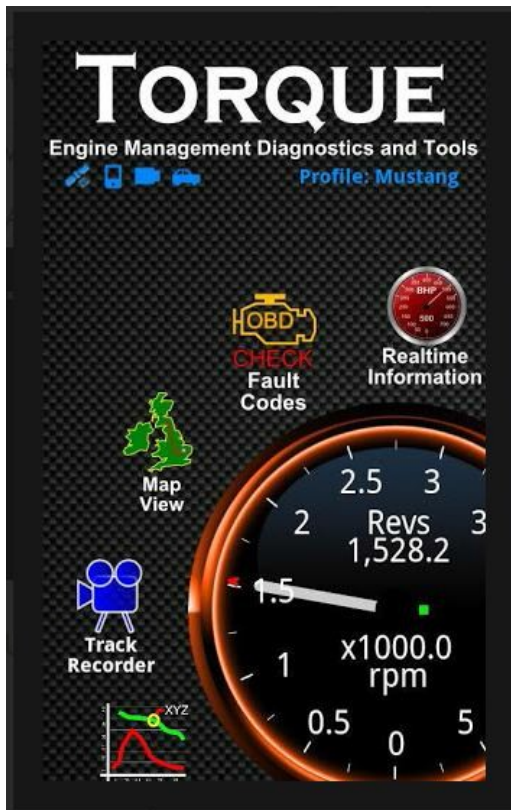 TORQUE
Engine Management Diagnostics and Tools
Profile: Mustang
BHP
500
OBD
CHECK
Fault
Codes
Realtime
Information
Map
View
2.5 3
2 Revs 3
1,528.2
1.5
Track
Recorder
x1000.0
1 rpm
XYZ
0.5 0 5